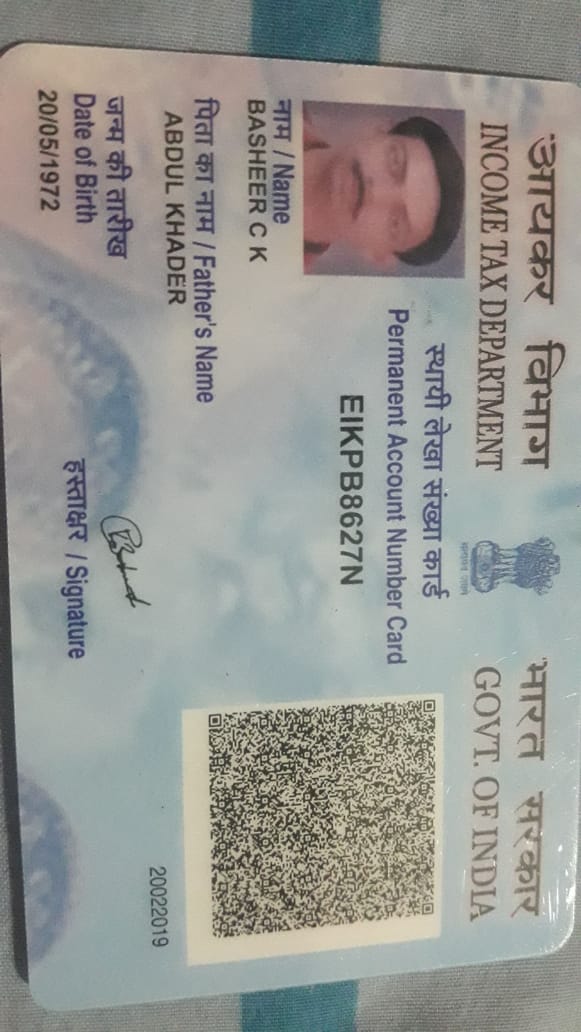 आयकर विभाग
INCOME TAX DEPARTMENT
भारत सरकार
GOVT. OF INDIA
स्थायी लेखा संख्या कार्ड
Permanent Account Number Card
EIKPB8627N
नाम / Name
BASHEER C K
पिता का नाम / Father's Name
ABDUL KHADER
जन्म की तारीख
Date of Birth
20/05/1972
हस्ताक्षर / Signature
20022019